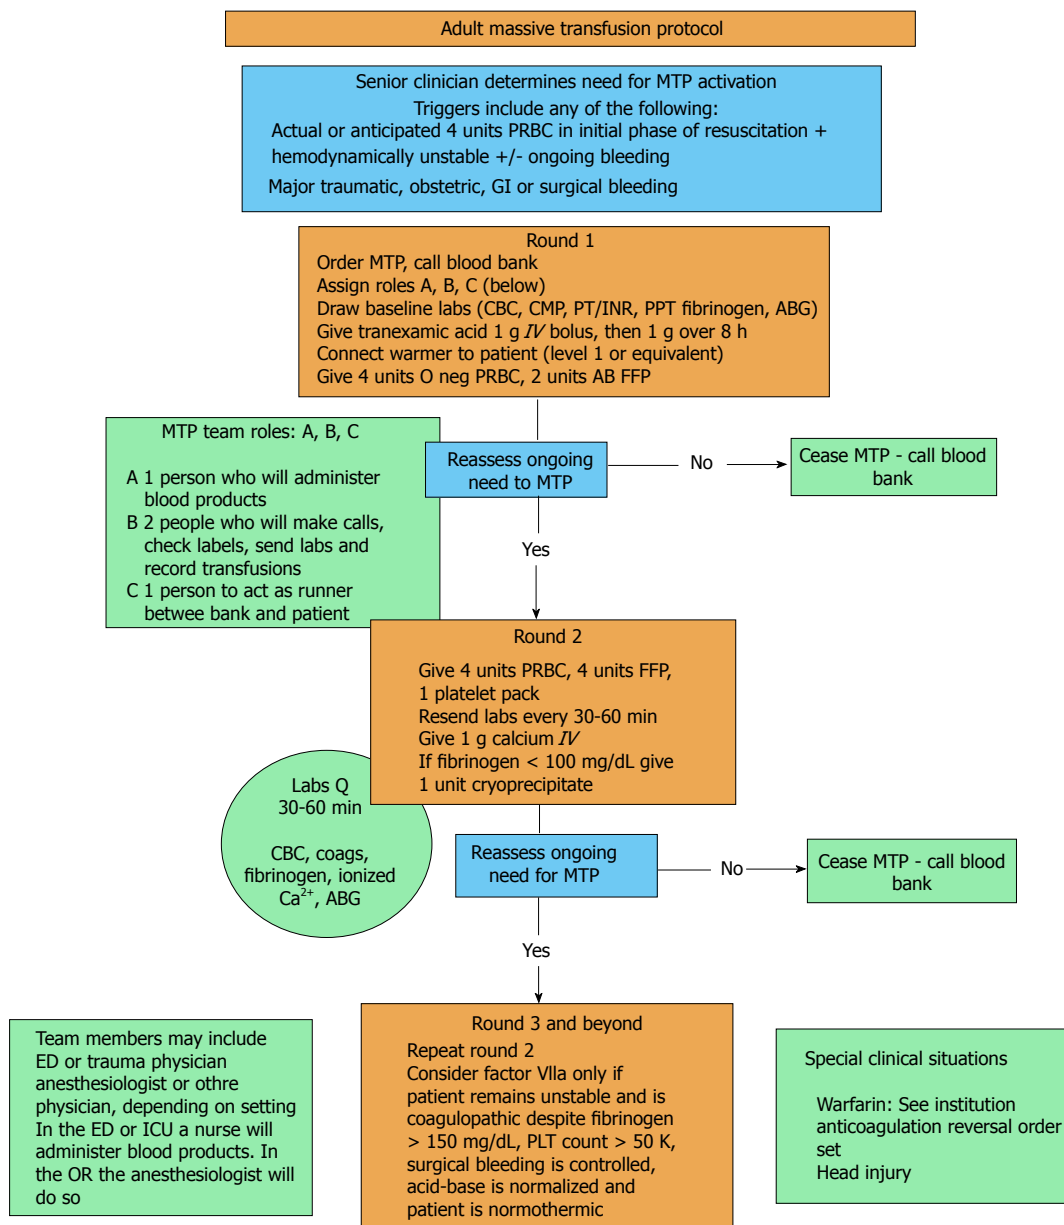 Adult massive transfusion protocol
Senior clinician determines need for MTP activation
Triggers include any of the following:
Actual or anticipated 4 units PRBC in initial phase of resuscitation +
hemodynamically unstable +/- ongoing bleeding
Major traumatic, obstetric, GI or surgical bleeding
Round 1
Order MTP, call blood bank
Assign roles A, B, C (below)
Draw baseline labs (CBC, CMP, PT/INR, PPT fibrinogen, ABG)
Give tranexamic acid 1 g IV bolus, then 1 g over 8 h
Connect warmer to patient (level 1 or equivalent)
Give 4 units O neg PRBC, 2 units AB FFP
MTP team roles: A, B, C
A 1 person who will administer
blood products
B 2 people who will make calls,
check labels, send labs and
record transfusions
C 1 person to act as runner
betwee bank and patient
Reassess ongoing
need to MTP
No
Cease MTP - call blood
bank
Yes
Round 2
Give 4 units PRBC, 4 units FFP,
1 platelet pack
Resend labs every 30-60 min
Give 1 g calcium IV
If fibrinogen < 100 mg/dL give
1 unit cryoprecipitate
Labs Q
30-60 min
CBC, coags,
fibrinogen, ionized
Ca²⁺, ABG
Reassess ongoing
need for MTP
No
Cease MTP - call blood
bank
Yes
Team members may include
ED or trauma physician
anesthesiologist or othre
physician, depending on setting
In the ED or ICU a nurse will
administer blood products. In
the OR the anesthesiologist will
do so
Round 3 and beyond
Repeat round 2
Consider factor Vlla only if
patient remains unstable and is
coagulopathic despite fibrinogen
> 150 mg/dL, PLT count > 50 K,
surgical bleeding is controlled,
acid-base is normalized and
patient is normothermic
Special clinical situations
Warfarin: See institution
anticoagulation reversal order
set
Head injury